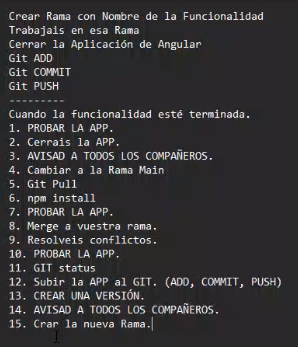 Crear Rama con Nombre de la Funcionalidad
Trabajais en esa Rama
Cerrar la Aplicación de Angular
Git ADD
Git COMMIT
Git PUSH
---------
Cuando la funcionalidad esté terminada.
1. PROBAR LA APP.
2. Cerrais la APP.
3. AVISAD A TODOS LOS COMPAÑEROS.
4. Cambiar a la Rama Main
5. Git Pull
6. npm install
7. PROBAR LA APP.
8. Merge a vuestra rama.
9. Resolveis conflictos.
10. PROBAR LA APP.
11. GIT status
12. Subir la APP al GIT. (ADD, COMMIT, PUSH)
13. CREAR UNA VERSIÓN.
14. AVISAD A TODOS LOS COMPAÑEROS.
15. Crar la nueva Rama.